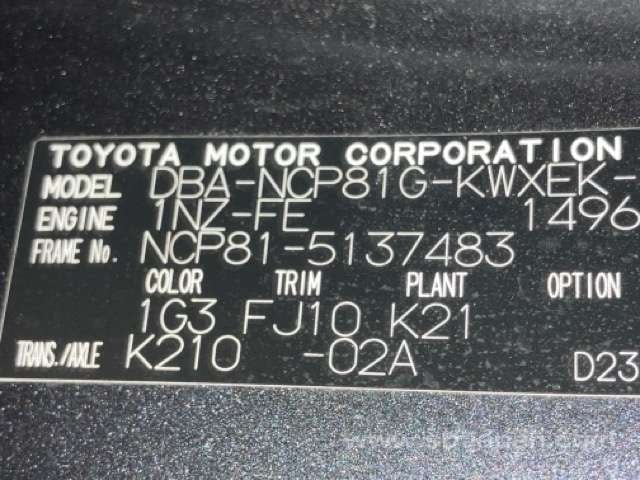 TOYOTA MOTOR CORPORATION
MODEL DBA-NCP81G-KWXEK-
ENGINE 1NZ-FE 1496
FRAME No. NCP81-5137483
COLOR TRIM PLANT OPTION
1G3 FJ10 K21
TRANS./AXLE K210 -02A D23